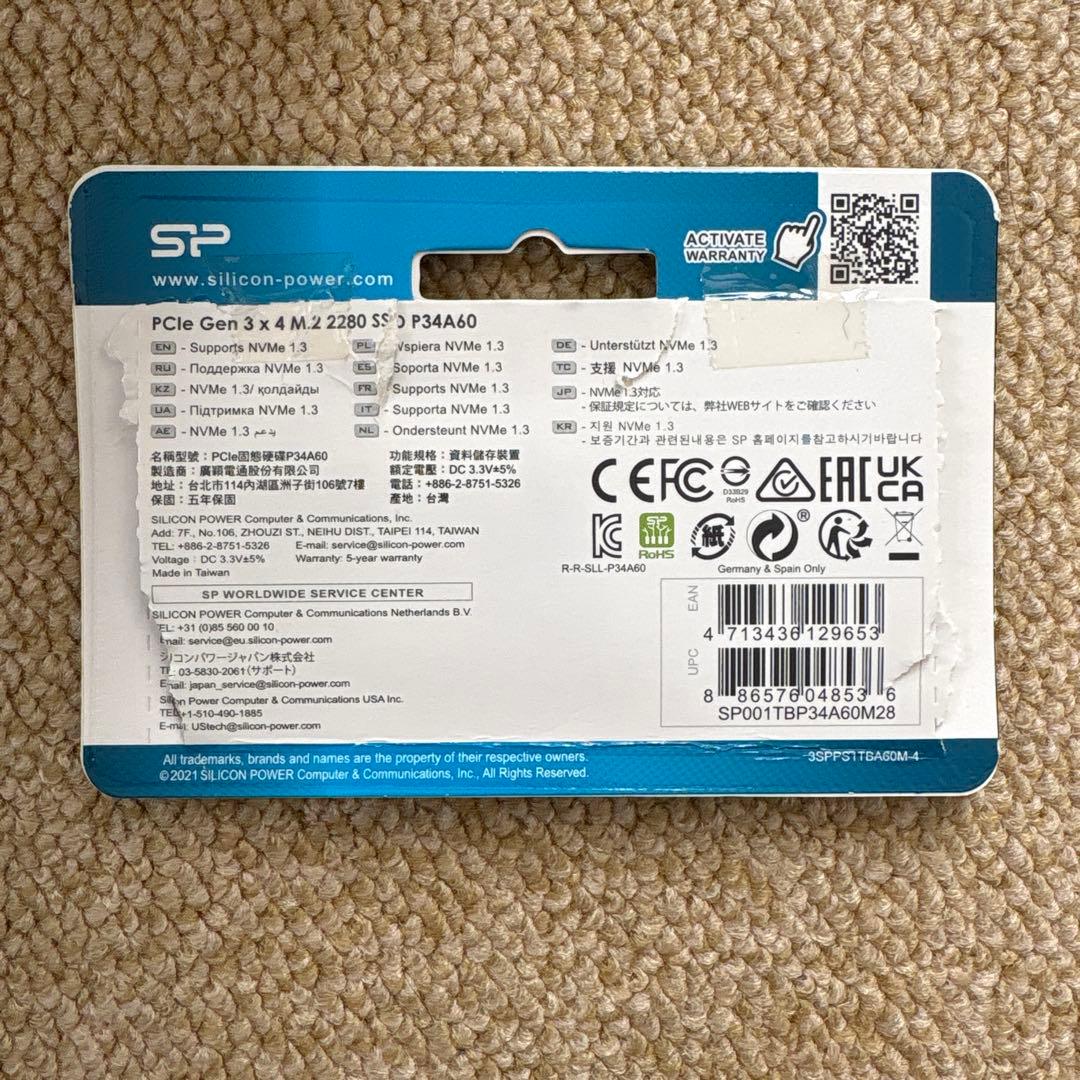 SP
www.silicon-power.com
ACTIVATE
WARRANTY
PCIe Gen 3 x 4 M.2 2280 SSD P34A60
EN - Supports NVMe 1.3
RU - Поддержка NVMe 1.3
KZ - NVMe 1.3/ қолдайды
UA - Підтримка NVMe 1.3
AE - NVMe 1.3 يدعم
PL - Wspiera NVMe 1.3
ES - Soporta NVMe 1.3
FR - Supports NVMe 1.3
IT - Supporta NVMe 1.3
NL - Ondersteunt NVMe 1.3
DE - Unterstützt NVMe 1.3
TC - 支援 NVMe 1.3
JP - NVMe1.3対応
- 保証規定については、弊社WEBサイトをご確認ください
KR - 지원 NVMe 1.3
- 보증기간과 관련된내용은 SP 홈페이지를참고하시기바랍니다
名稱型號：PCIe固態硬碟P34A60
製造商：廣穎電通股份有限公司
地址：台北市114內湖區洲子街106號7樓
保固：五年保固
功能規格：資料儲存裝置
額定電壓：DC 3.3V±5%
電話：+886-2-8751-5326
產地：台灣
SILICON POWER Computer & Communications, Inc.
Add: 7F., No.106, ZHOUZI ST., NEIHU DIST., TAIPEI 114, TAIWAN
TEL: +886-2-8751-5326 E-mail: service@silicon-power.com
Voltage : DC 3.3V±5% Warranty: 5-year warranty
Made in Taiwan
SP WORLDWIDE SERVICE CENTER
SILICON POWER Computer & Communications Netherlands B.V.
TEL: +31 (0)85 560 00 10
Email: service@eu.silicon-power.com
シリコンパワージャパン株式会社
TEL: 03-5830-2061(サポート)
Email: japan_service@silicon-power.com
Silicon Power Computer & Communications USA Inc.
TEL:+1-510-490-1885
E-mail: UStech@silicon-power.com
CE FC D33B29 RoHS EAC UK CA
KC SP RoHS 紙 ®
R-R-SLL-P34A60
Germany & Spain Only
EAN
4 713436 129653
UPC
8 86576 04853 6
SP001TBP34A60M28
All trademarks, brands and names are the property of their respective owners.
©2021 SILICON POWER Computer & Communications, Inc., All Rights Reserved.
3SPPS1TBA60M-4